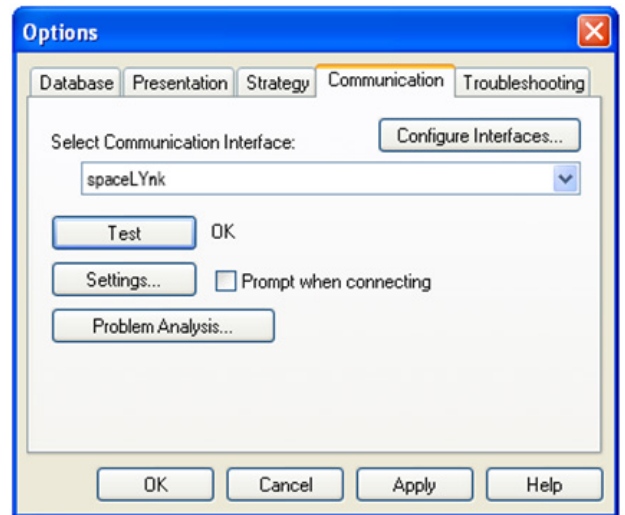 Options
Database Presentation Strategy Communication Troubleshooting
Select Communication Interface: Configure Interfaces...
spaceLYnk
Test OK
Settings... Prompt when connecting
Problem Analysis...
OK Cancel Apply Help